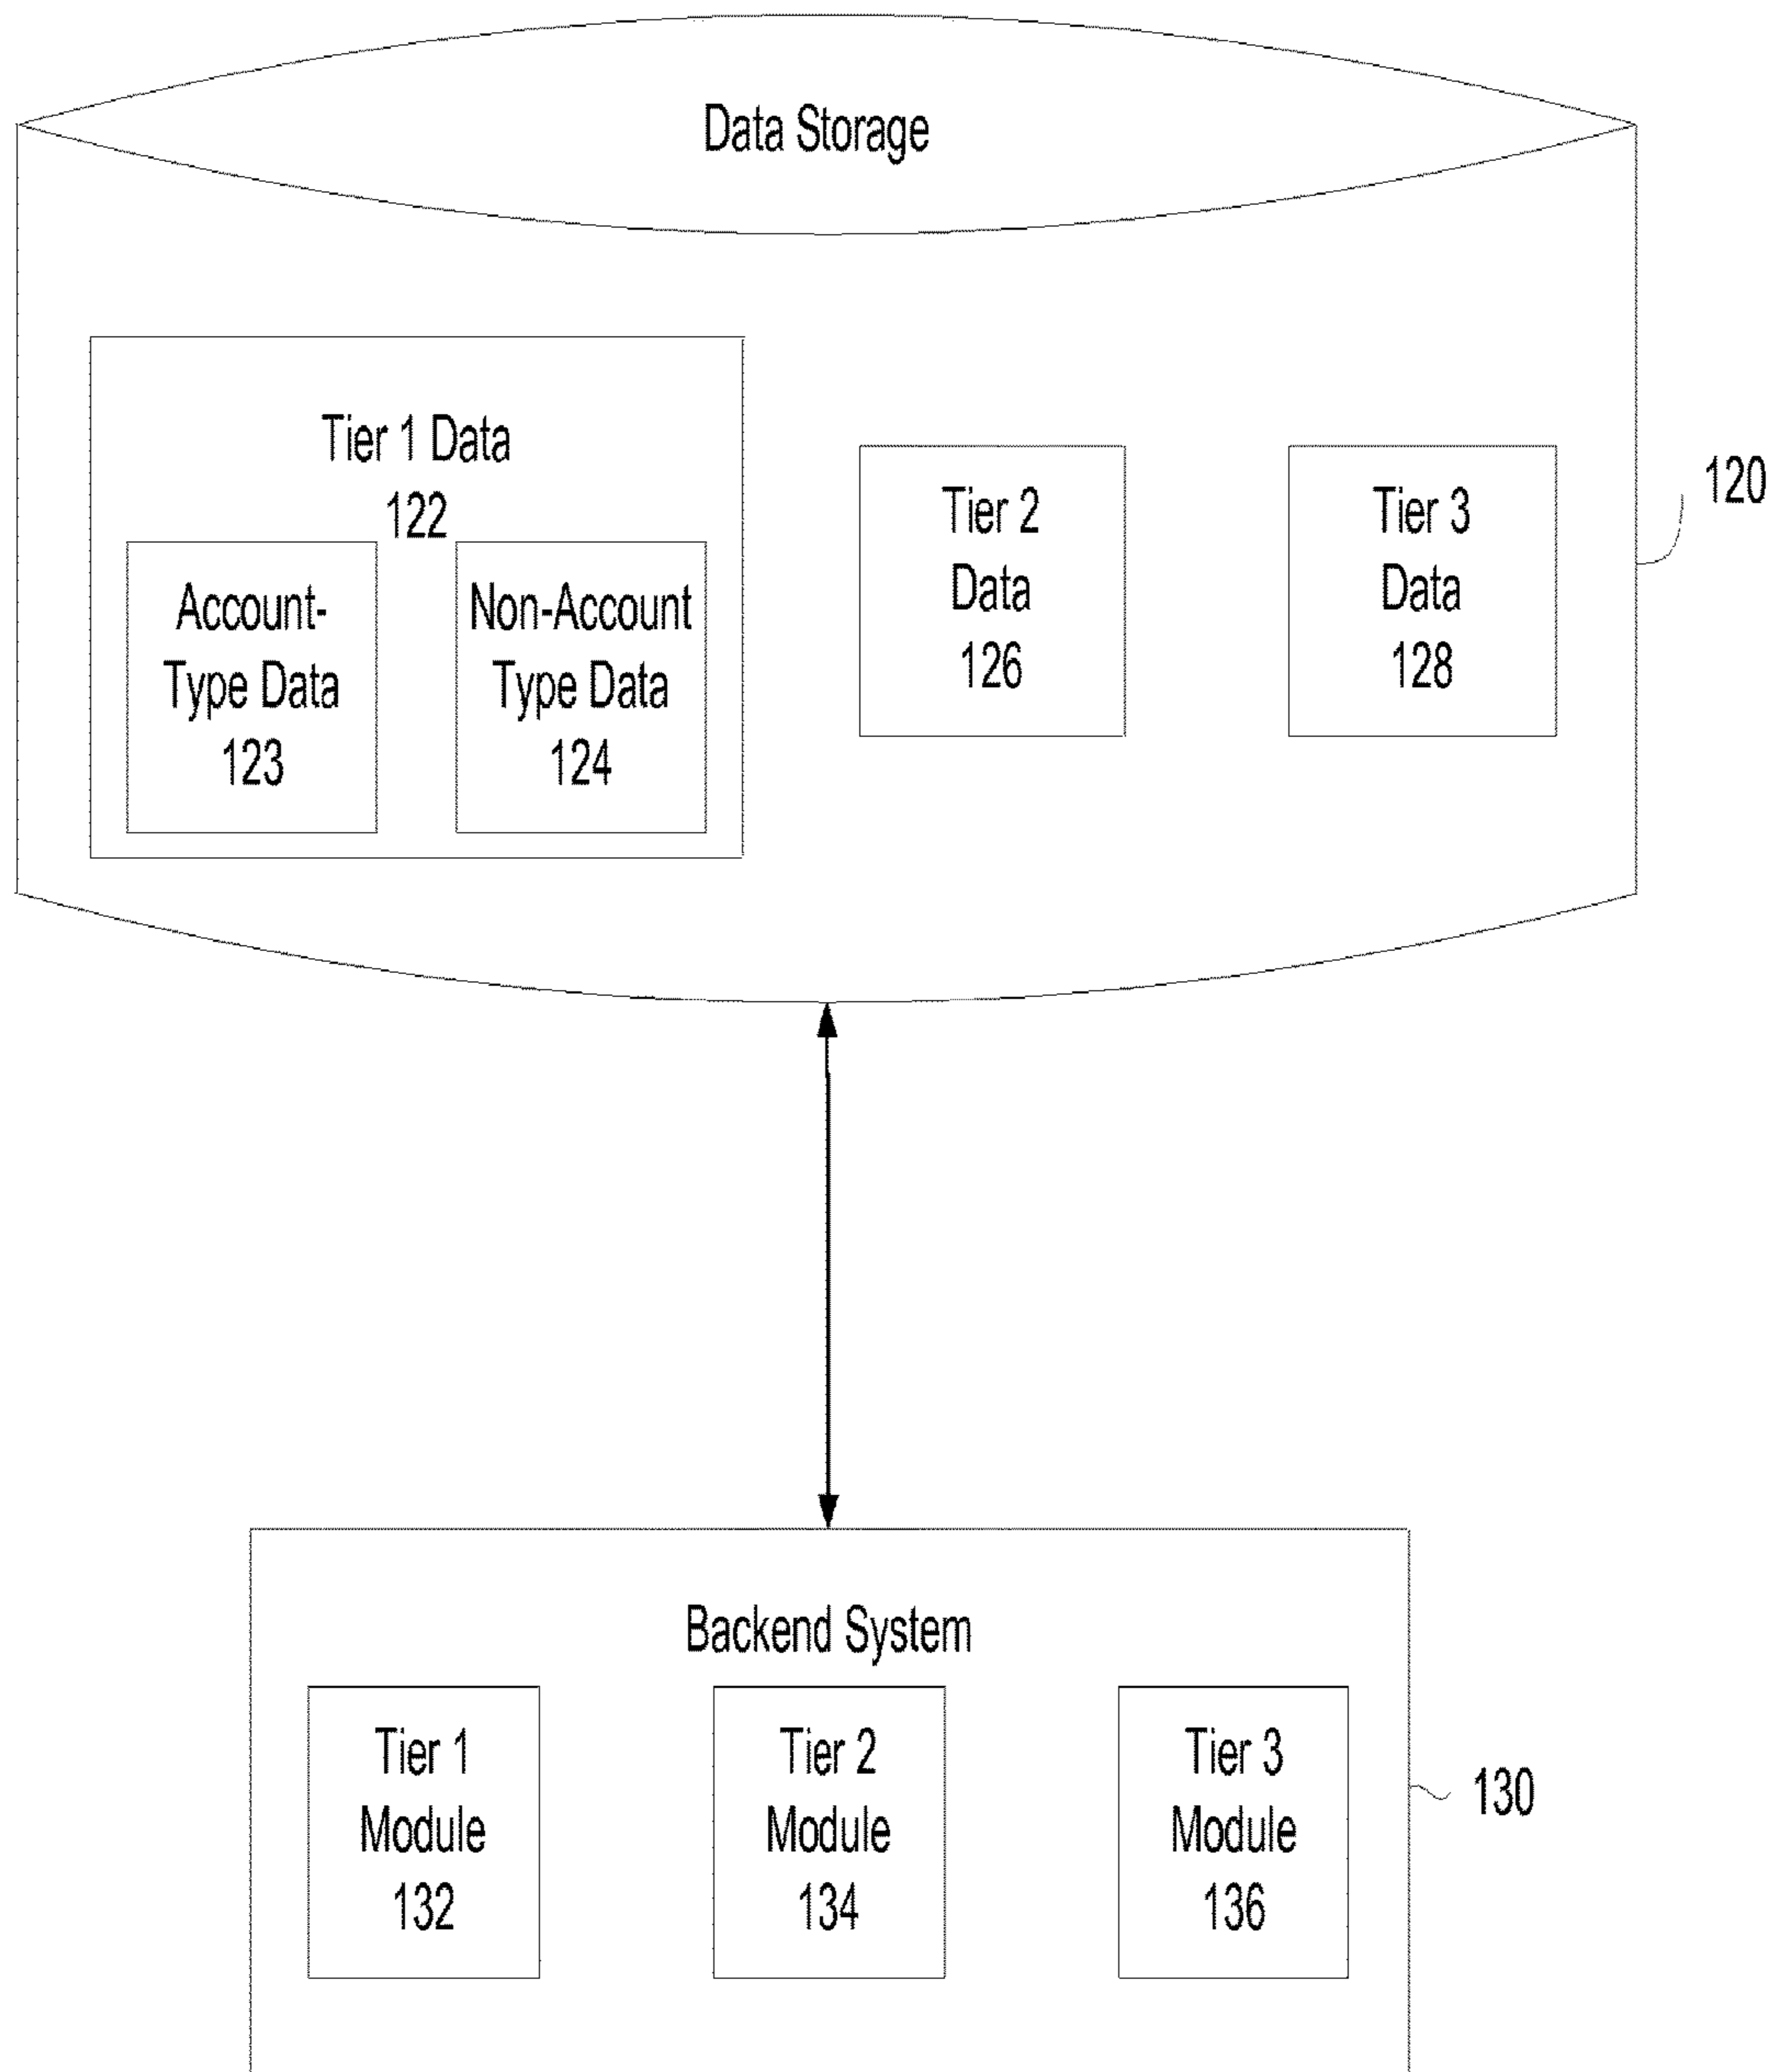 Data Storage
Tier 1 Data
122
Account-
Type Data
123
Non-Account
Type Data
124
Tier 2
Data
126
Tier 3
Data
128
120
Backend System
Tier 1
Module
132
Tier 2
Module
134
Tier 3
Module
136
130